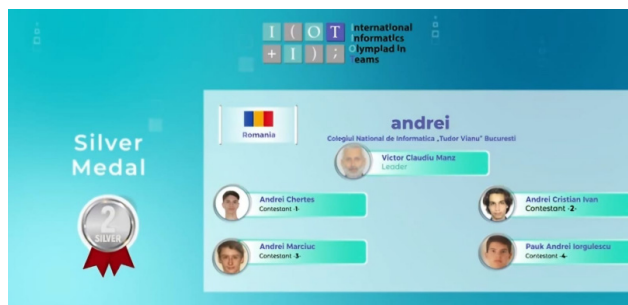 I ( O T
+ I ) ;
International
Informatics
Olympiad in
Teams
Romania
andrei
Colegiul National de Informatica „Tudor Vianu” Bucuresti
Silver
Medal
2
SILVER
Victor Claudiu Manz
Leader
Andrei Chertes
Contestant -1-
Andrei Cristian Ivan
Contestant -2-
Andrei Marciuc
Contestant -3-
Pauk Andrei Iorgulescu
Contestant -4-